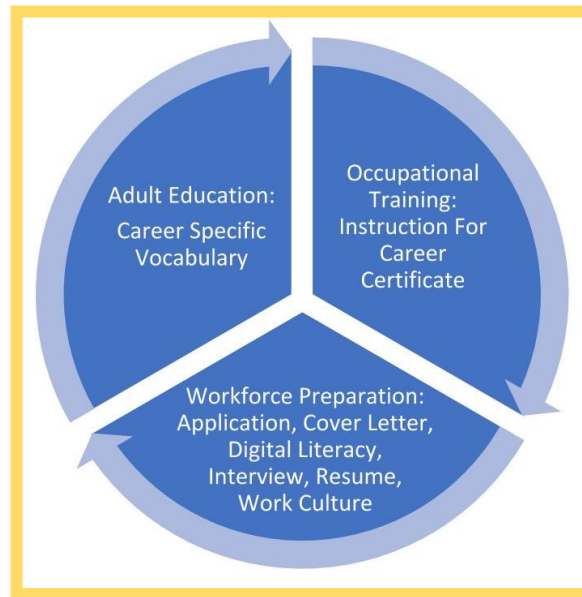 Adult Education:
Career Specific
Vocabulary
Occupational
Training:
Instruction For
Career
Certificate
Workforce Preparation:
Application, Cover Letter,
Digital Literacy,
Interview, Resume,
Work Culture